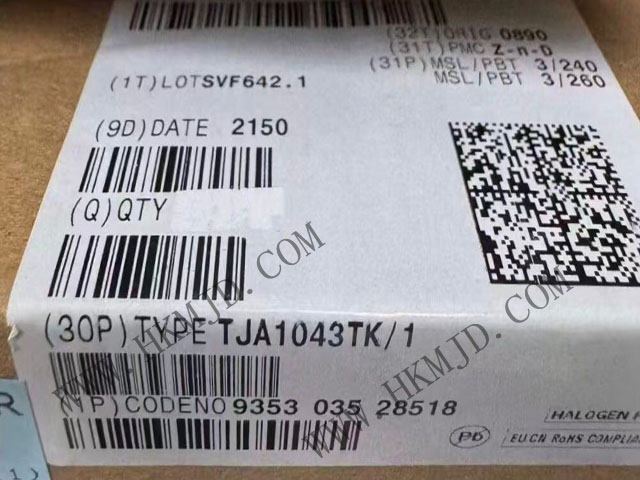 (32T)ORIG 0890
(31T)PMC Z-n-0
(31P)MSL/PBT 3/240
MSL/PBT 3/260
(1T)LOTSVF642.1
(9D)DATE 2150
(Q)QTY
(30P)TYPE TJA1043TK/1
(1P)CODENO 9353 035 28518
HALOGEN
Pb
EU.CN RoHS COMPLIA
WWW.HKMJD.COM
WWW.HKMJD.COM
R